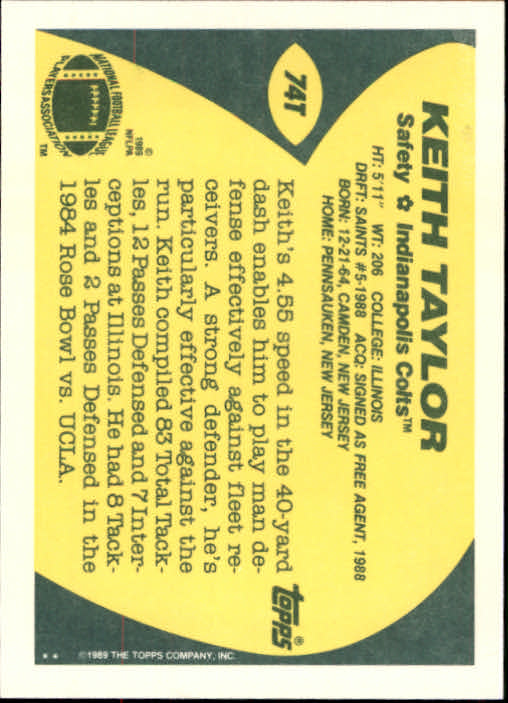 74T
KEITH TAYLOR
Safety ✿ Indianapolis Colts™
HT: 5'11" WT: 206 COLLEGE: ILLINOIS
DRFT: SAINTS #5-1988 ACQ: SIGNED AS FREE AGENT, 1988
BORN: 12-21-64, CAMDEN, NEW JERSEY
HOME: PENNSAUKEN, NEW JERSEY
Keith's 4.55 speed in the 40-yard
dash enables him to play man de-
fense effectively against fleet re-
ceivers. A strong defender, he's
particularly effective against the
run. Keith compiled 83 Total Tack-
les, 12 Passes Defensed and 7 Inter-
ceptions at Illinois. He had 8 Tack-
les and 2 Passes Defensed in the
1984 Rose Bowl vs. UCLA.
NATIONAL FOOTBALL LEAGUE
PLAYERS ASSOCIATION
™
©
1989
NFLPA
topps®
** ©1989 THE TOPPS COMPANY, INC.